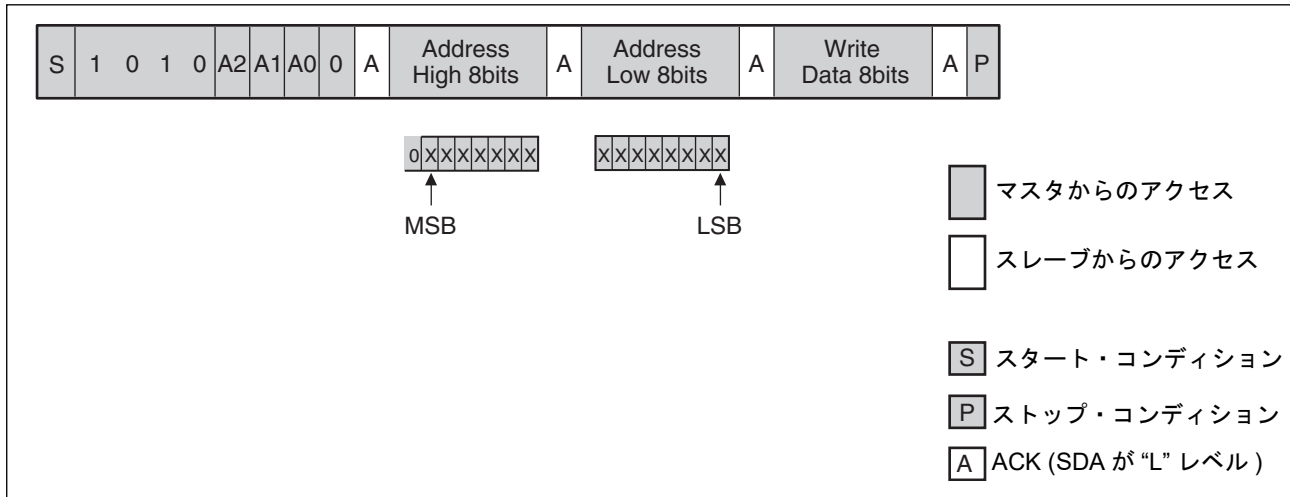 S 1 0 1 0 A2 A1 A0 0 A Address High 8bits A Address Low 8bits A Write Data 8bits A P
0 X X X X X X X X X X X X X X X
MSB LSB
マスタからのアクセス
スレーブからのアクセス
S スタート・コンディション
P ストップ・コンディション
A ACK (SDA が “L” レベル )